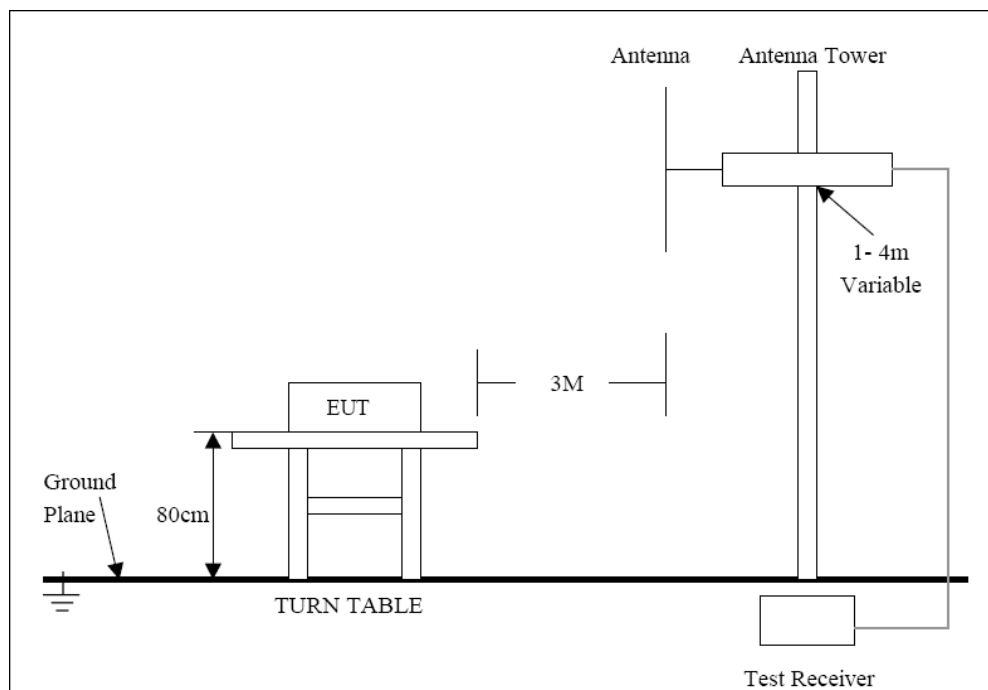 Antenna
Antenna Tower
1- 4m
Variable
3M
EUT
Ground
Plane
80cm
TURN TABLE
Test Receiver